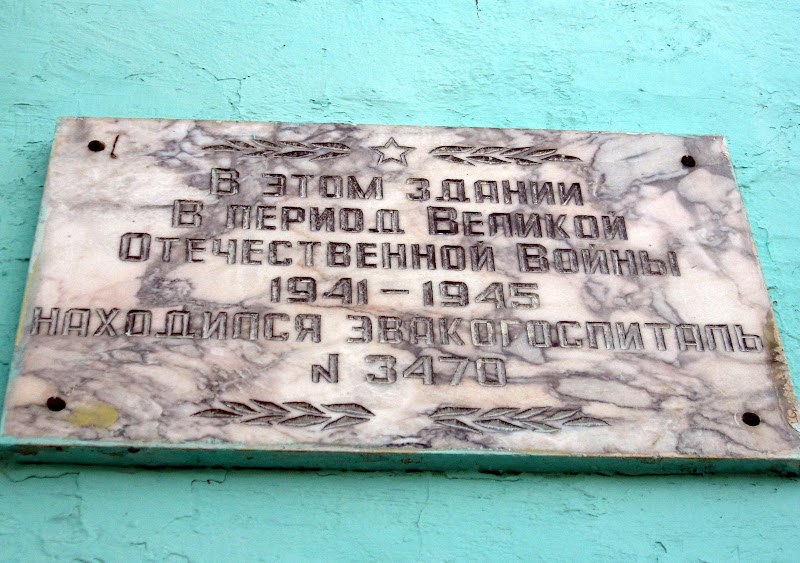 В ЭТОМ ЗДАНИИ
В ПЕРИОД ВЕЛИКОЙ
ОТЕЧЕСТВЕННОЙ ВОЙНЫ
1941 – 1945
НАХОДИЛСЯ ЭВАКОГОСПИТАЛЬ
N 3470